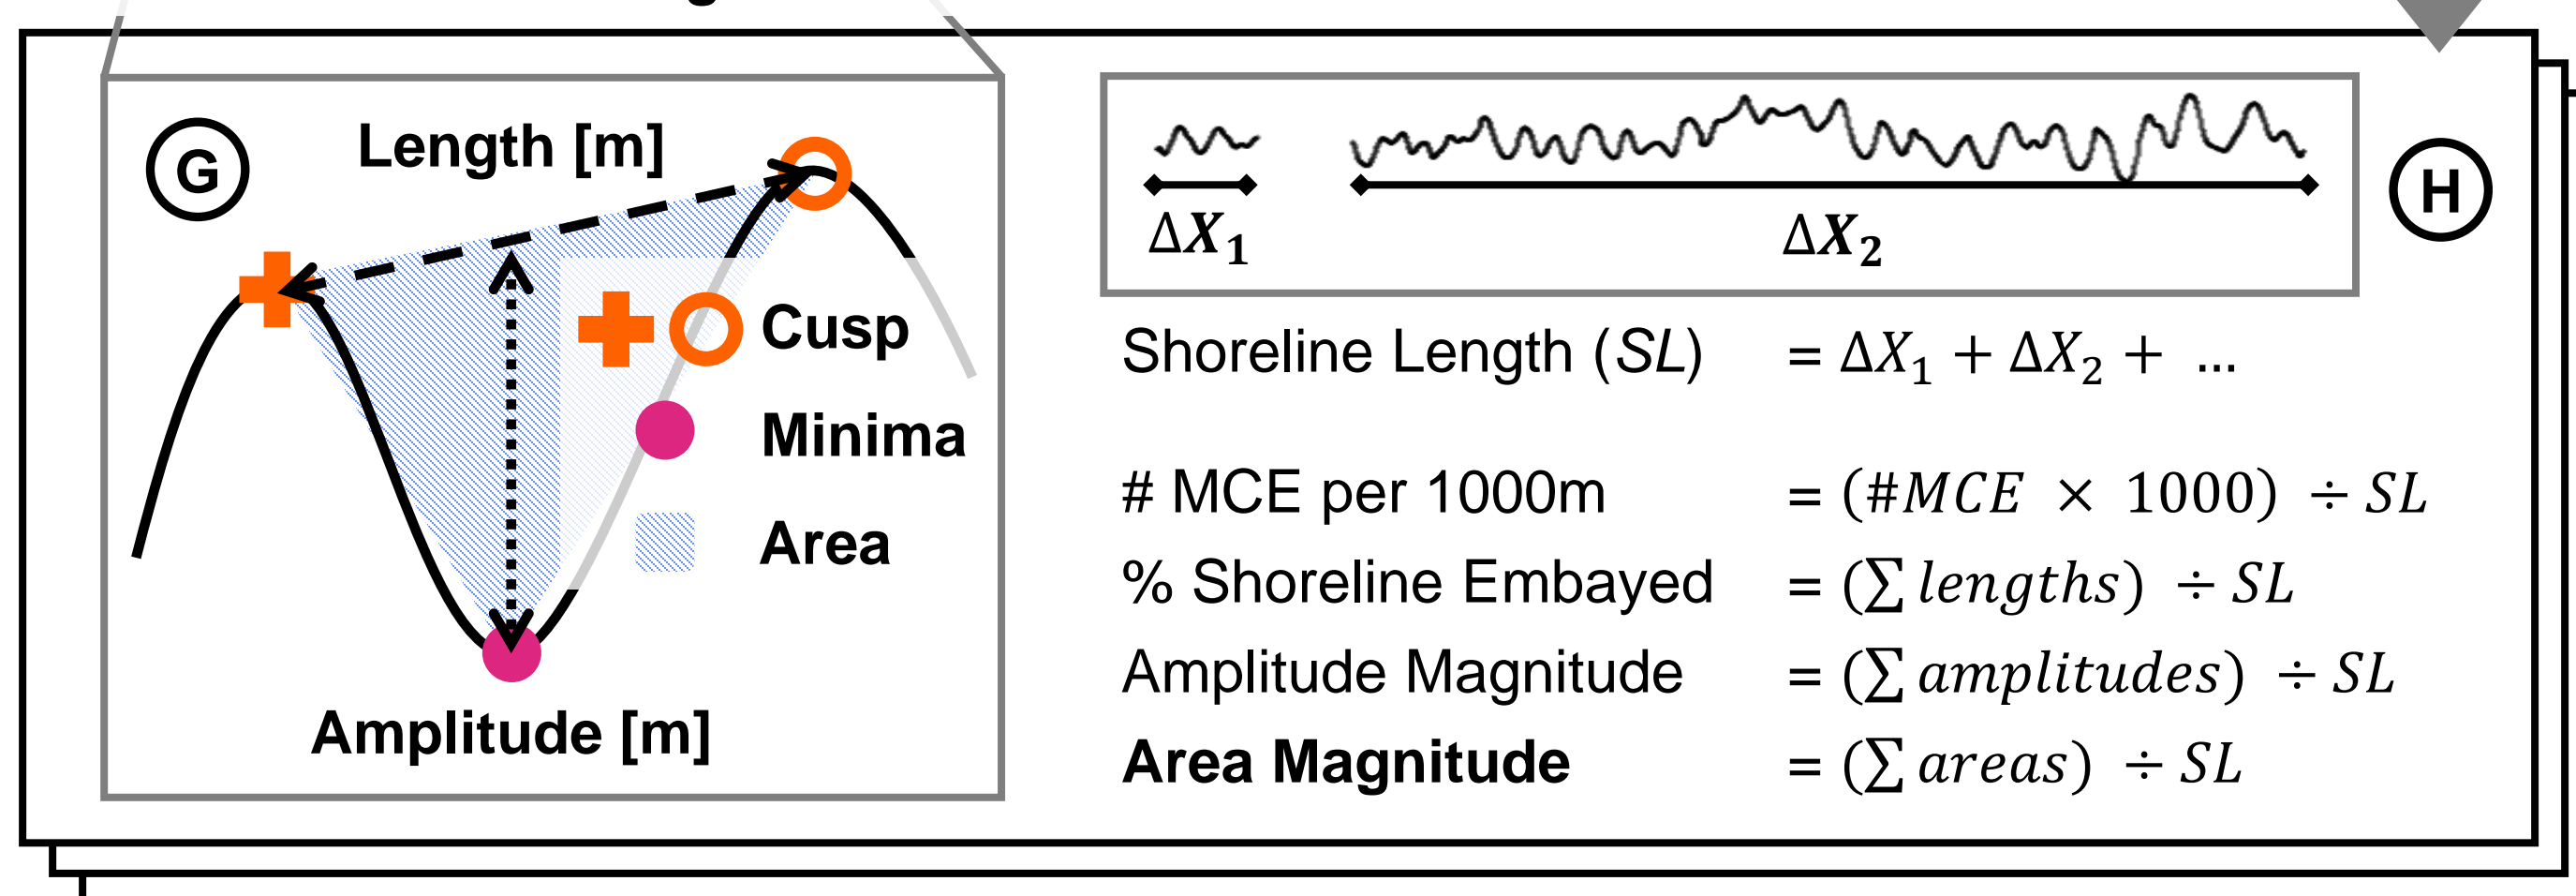 G
Length [m]
Cusp
Minima
Area
Amplitude [m]
ΔX₁
ΔX₂
H
Shoreline Length (SL) = ΔX₁ + ΔX₂ + ...
# MCE per 1000m = (#MCE × 1000) ÷ SL
% Shoreline Embayed = (∑ lengths) ÷ SL
Amplitude Magnitude = (∑ amplitudes) ÷ SL
Area Magnitude = (∑ areas) ÷ SL